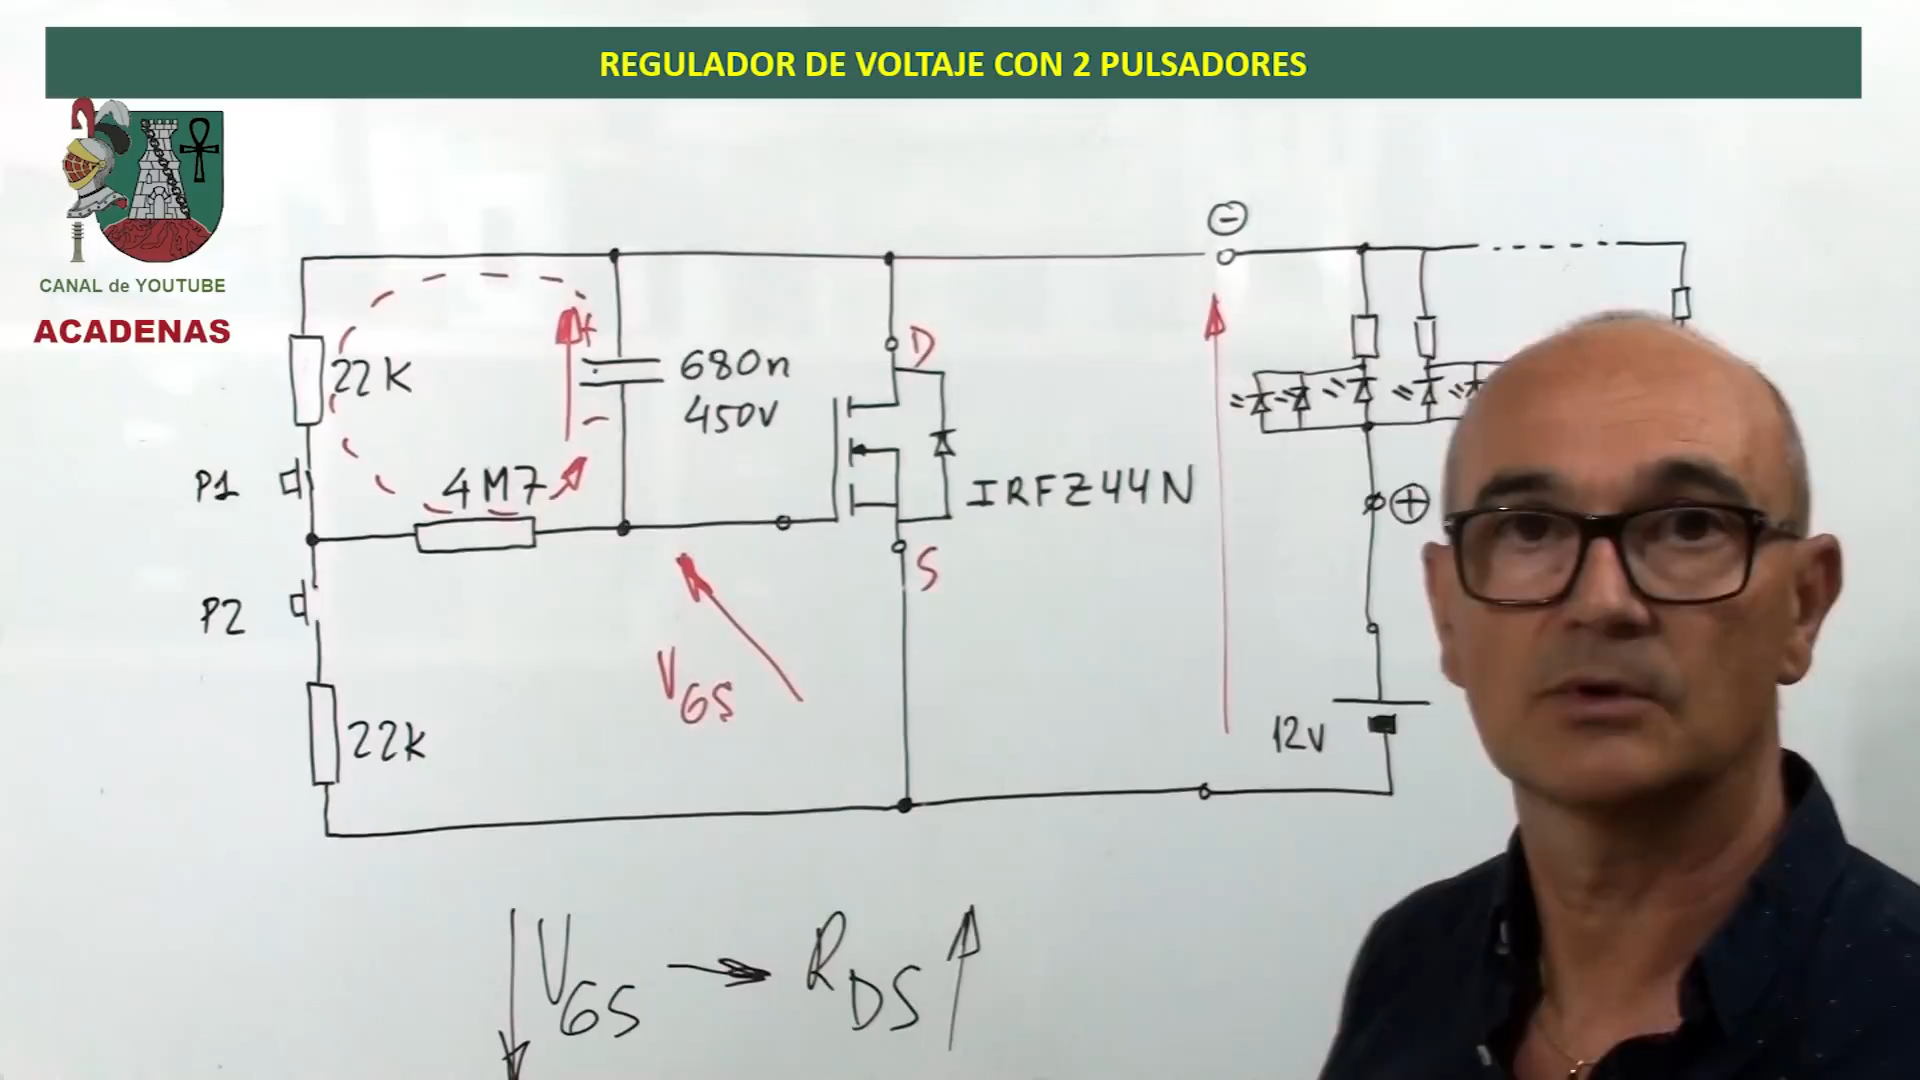 REGULADOR DE VOLTAJE CON 2 PULSADORES
CANAL de YOUTUBE
ACADENAS
-
22K
+
680n
450V
-
D
P1
4M7
IRFZ44N
+
S
P2
VGS
22K
12V
VGS → RDS